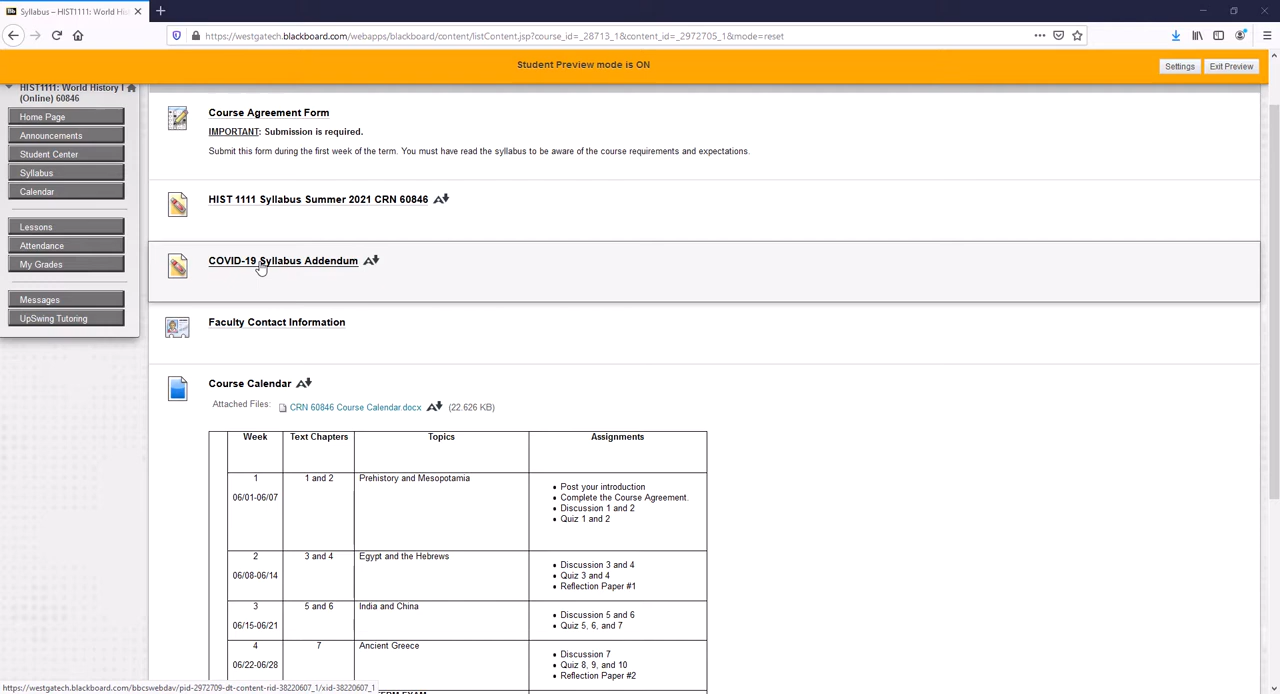 Syllabus – HIST1111: World His
https://westgatech.blackboard.com/webapps/blackboard/content/listContent.jsp?course_id=_28713_1&content_id=_2972705_1&mode=reset
Student Preview mode is ON
Settings
Exit Preview
HIST1111: World History I
(Online) 60846
Home Page
Announcements
Student Center
Syllabus
Calendar
Lessons
Attendance
My Grades
Messages
UpSwing Tutoring
Course Agreement Form
IMPORTANT: Submission is required.
Submit this form during the first week of the term. You must have read the syllabus to be aware of the course requirements and expectations.
HIST 1111 Syllabus Summer 2021 CRN 60846
COVID-19 Syllabus Addendum
Faculty Contact Information
Course Calendar
Attached Files: CRN 60846 Course Calendar.docx (22.626 KB)
Week Text Chapters Topics Assignments
1 1 and 2 Prehistory and Mesopotamia
06/01-06/07
• Post your introduction
• Complete the Course Agreement.
• Discussion 1 and 2
• Quiz 1 and 2
2 3 and 4 Egypt and the Hebrews
06/08-06/14
• Discussion 3 and 4
• Quiz 3 and 4
• Reflection Paper #1
3 5 and 6 India and China
06/15-06/21
• Discussion 5 and 6
• Quiz 5, 6, and 7
4 7 Ancient Greece
06/22-06/28
• Discussion 7
• Quiz 8, 9, and 10
• Reflection Paper #2
https://westgatech.blackboard.com/bbcswebdav/pid-2972709-dt-content-rid-38220607_1/xid-38220607_1